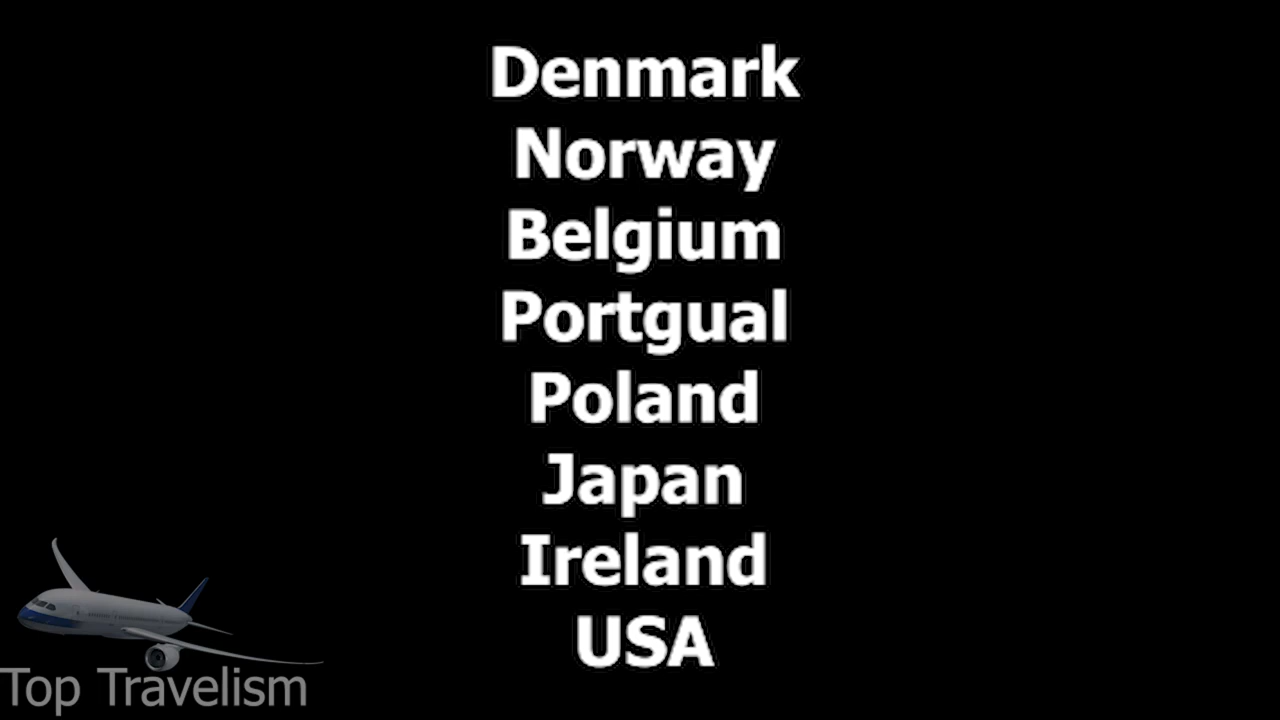 Denmark
Norway
Belgium
Portgual
Poland
Japan
Ireland
USA
Top Travelism